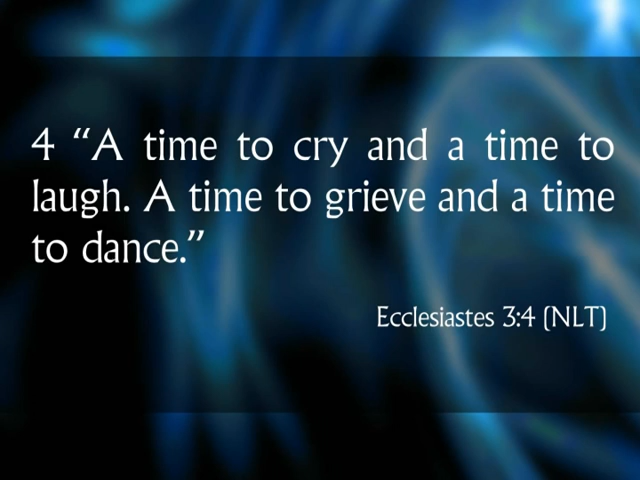 4 “A time to cry and a time to
laugh. A time to grieve and a time
to dance.”
Ecclesiastes 3:4 (NLT)